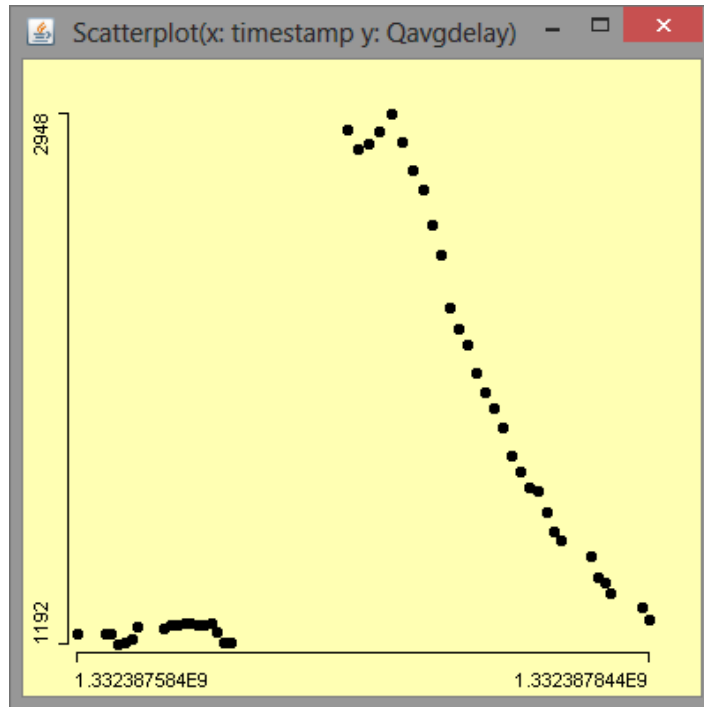 Scatterplot(x: timestamp y: Qavgdelay)
2948
1192
1.332387584E9
1.332387844E9